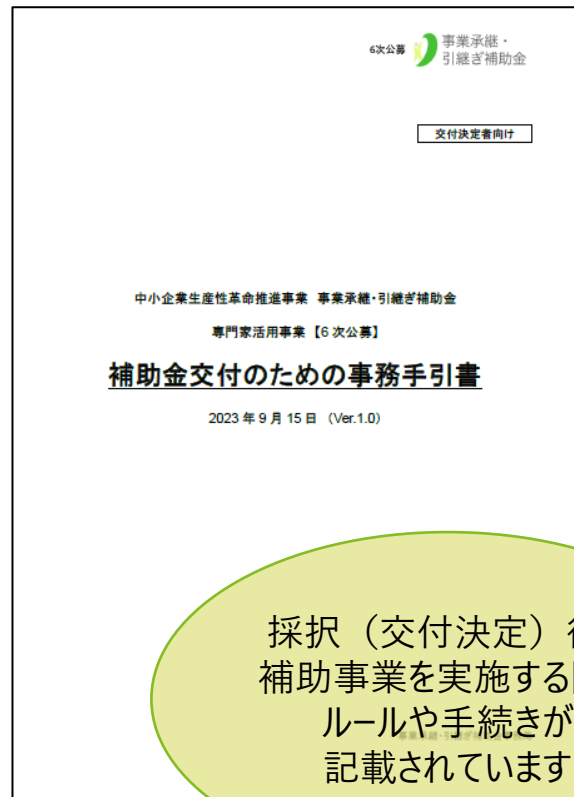 6次公募
事業承継・
引継ぎ補助金
交付決定者向け
中小企業生産性革命推進事業 事業承継・引継ぎ補助金
専門家活用事業【6次公募】
補助金交付のための事務手引書
2023年9月15日 (Ver.1.0)
採択（交付決定）
補助事業を実施する
ルールや手続きが
記載されています